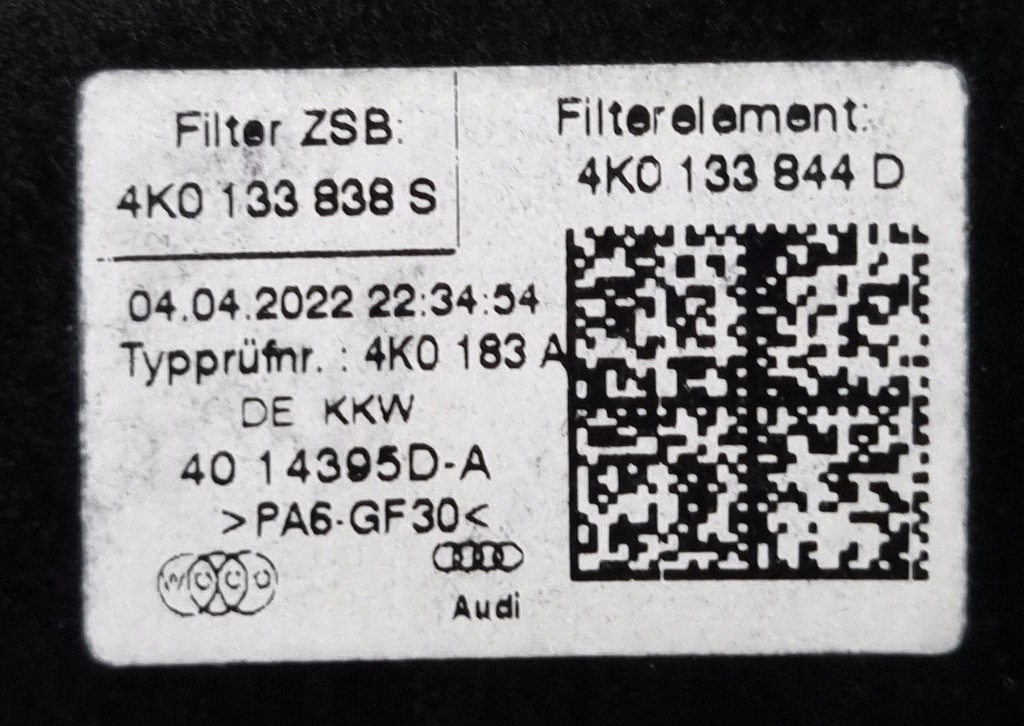 Filter ZSB:
4K0 133 838 S
Filterelement:
4K0 133 844 D
04.04.2022 22:34:54
Typprüfnr. : 4K0 183 A
DE KKW
40 14395D-A
>PA6-GF30<
WOCO
Audi